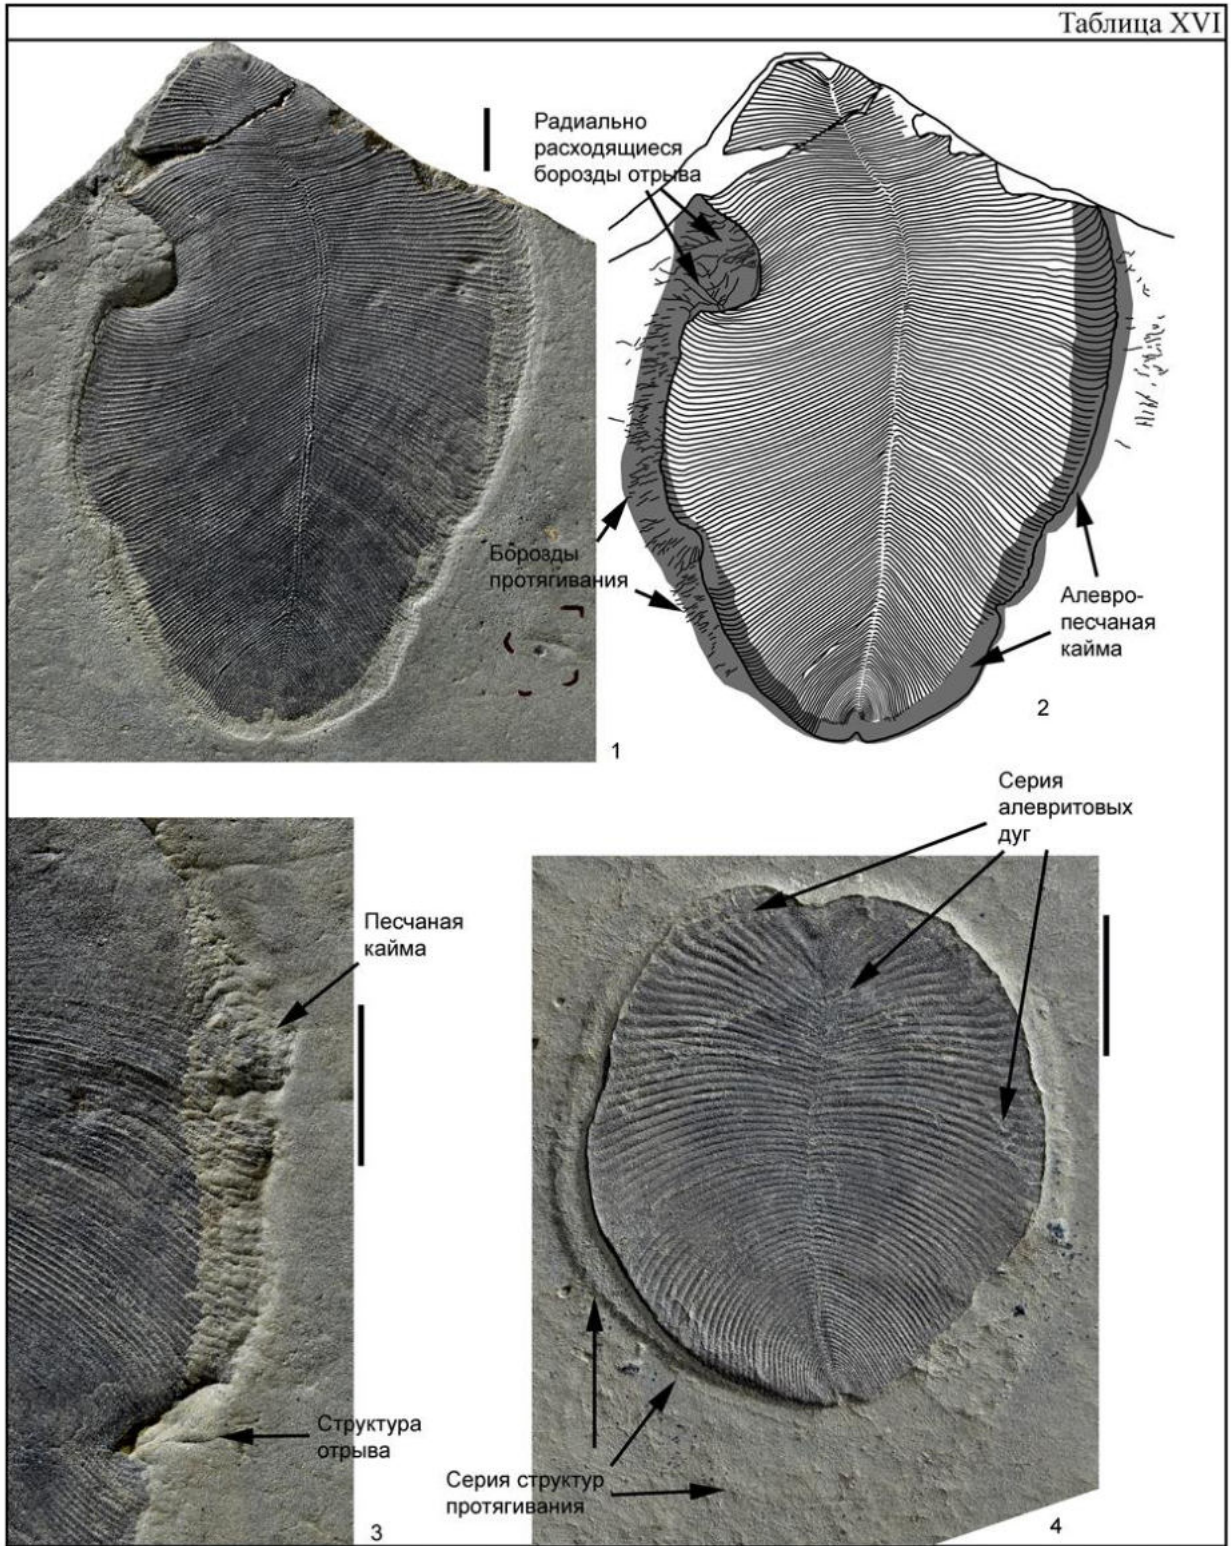 Таблица XVI
Радиально
расходящиеся
борозды отрыва
Борозды
протягивания
Алевро-
песчаная
кайма
2
1
Серия
алевритовых
дуг
Песчаная
кайма
Структура
отрыва
3
Серия структур
протягивания
4